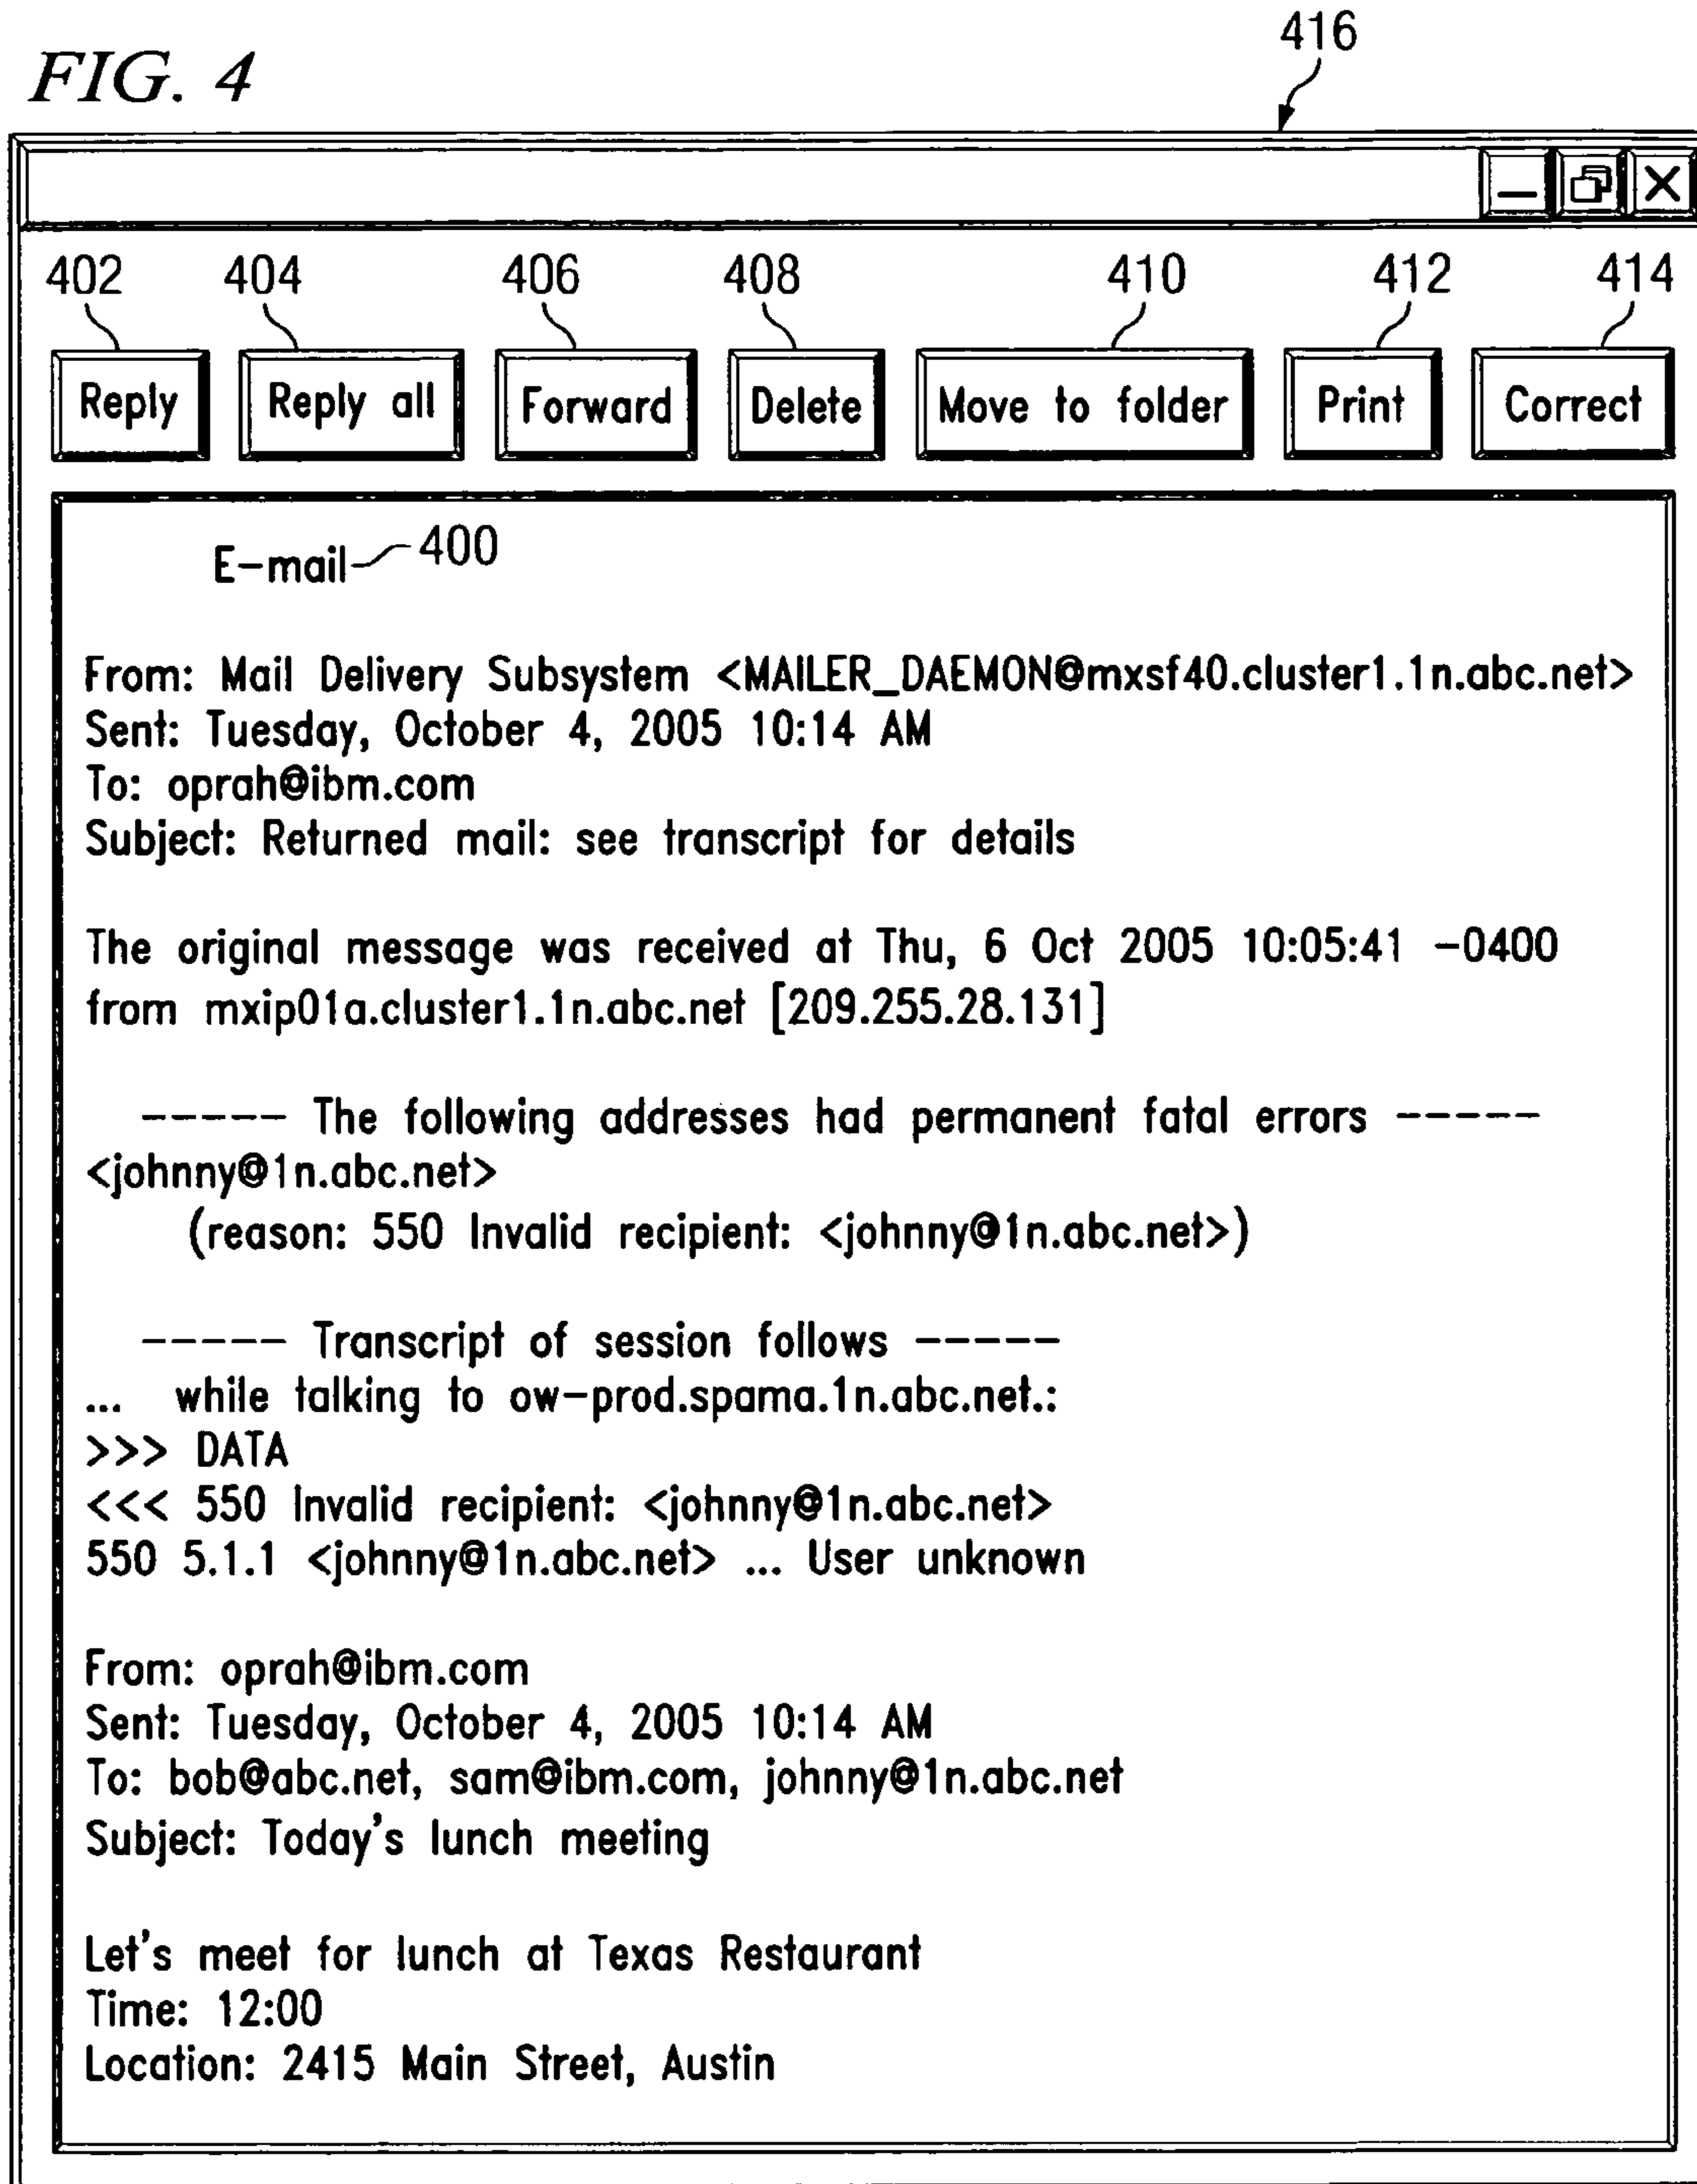 FIG. 4
416
402 404 406 408 410 412 414
Reply Reply all Forward Delete Move to folder Print Correct
E-mail 400
From: Mail Delivery Subsystem <MAILER_DAEMON@mxsf40.cluster1.1n.abc.net>
Sent: Tuesday, October 4, 2005 10:14 AM
To: oprah@ibm.com
Subject: Returned mail: see transcript for details
The original message was received at Thu, 6 Oct 2005 10:05:41 -0400
from mxip01a.cluster1.1n.abc.net [209.255.28.131]
----- The following addresses had permanent fatal errors -----
<johnny@1n.abc.net>
(reason: 550 Invalid recipient: <johnny@1n.abc.net>)
----- Transcript of session follows -----
... while talking to ow-prod.spama.1n.abc.net.:
>>> DATA
<<< 550 Invalid recipient: <johnny@1n.abc.net>
550 5.1.1 <johnny@1n.abc.net> ... User unknown
From: oprah@ibm.com
Sent: Tuesday, October 4, 2005 10:14 AM
To: bob@abc.net, sam@ibm.com, johnny@1n.abc.net
Subject: Today's lunch meeting
Let's meet for lunch at Texas Restaurant
Time: 12:00
Location: 2415 Main Street, Austin